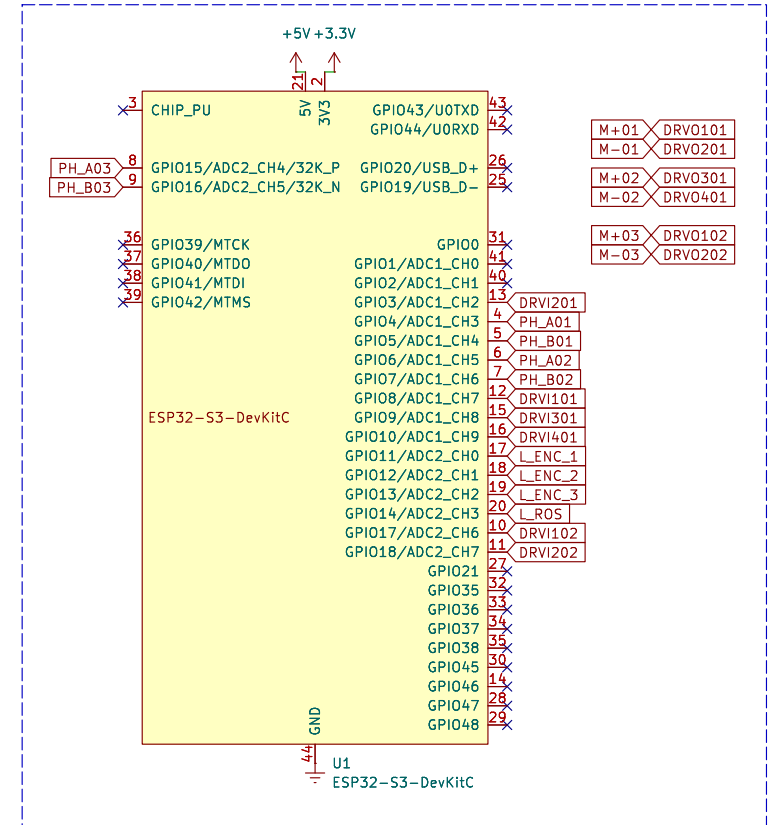 +5V +3.3V
21 2
5V 3V3
3 CHIP_PU GPIO43/U0TXD 43
GPIO44/U0RXD 42
M+01 DRVO101
M-01 DRVO201
PH_A03 8 GPIO15/ADC2_CH4/32K_P GPIO20/USB_D+ 26
M+02 DRVO301
PH_B03 9 GPIO16/ADC2_CH5/32K_N GPIO19/USB_D- 25
M-02 DRVO401
M+03 DRVO102
36 GPIO39/MTCK GPIO0 31
M-03 DRVO202
37 GPIO40/MTDO GPIO1/ADC1_CH0 41
38 GPIO41/MTDI GPIO2/ADC1_CH1 40
39 GPIO42/MTMS GPIO3/ADC1_CH2 13 DRVI201
GPIO4/ADC1_CH3 4 PH_A01
GPIO5/ADC1_CH4 5 PH_B01
GPIO6/ADC1_CH5 6 PH_A02
GPIO7/ADC1_CH6 7 PH_B02
GPIO8/ADC1_CH7 12 DRVI101
ESP32-S3-DevKitC GPIO9/ADC1_CH8 15 DRVI301
GPIO10/ADC1_CH9 16 DRVI401
GPIO11/ADC2_CH0 17 L_ENC_1
GPIO12/ADC2_CH1 18 L_ENC_2
GPIO13/ADC2_CH2 19 L_ENC_3
GPIO14/ADC2_CH3 20 L_ROS
GPIO17/ADC2_CH6 10 DRVI102
GPIO18/ADC2_CH7 11 DRVI202
GPIO21 27
GPIO35 32
GPIO36 33
GPIO37 34
GPIO38 35
GPIO45 30
GPIO46 14
GPIO47 28
GPIO48 29
GND
44
U1
ESP32-S3-DevKitC